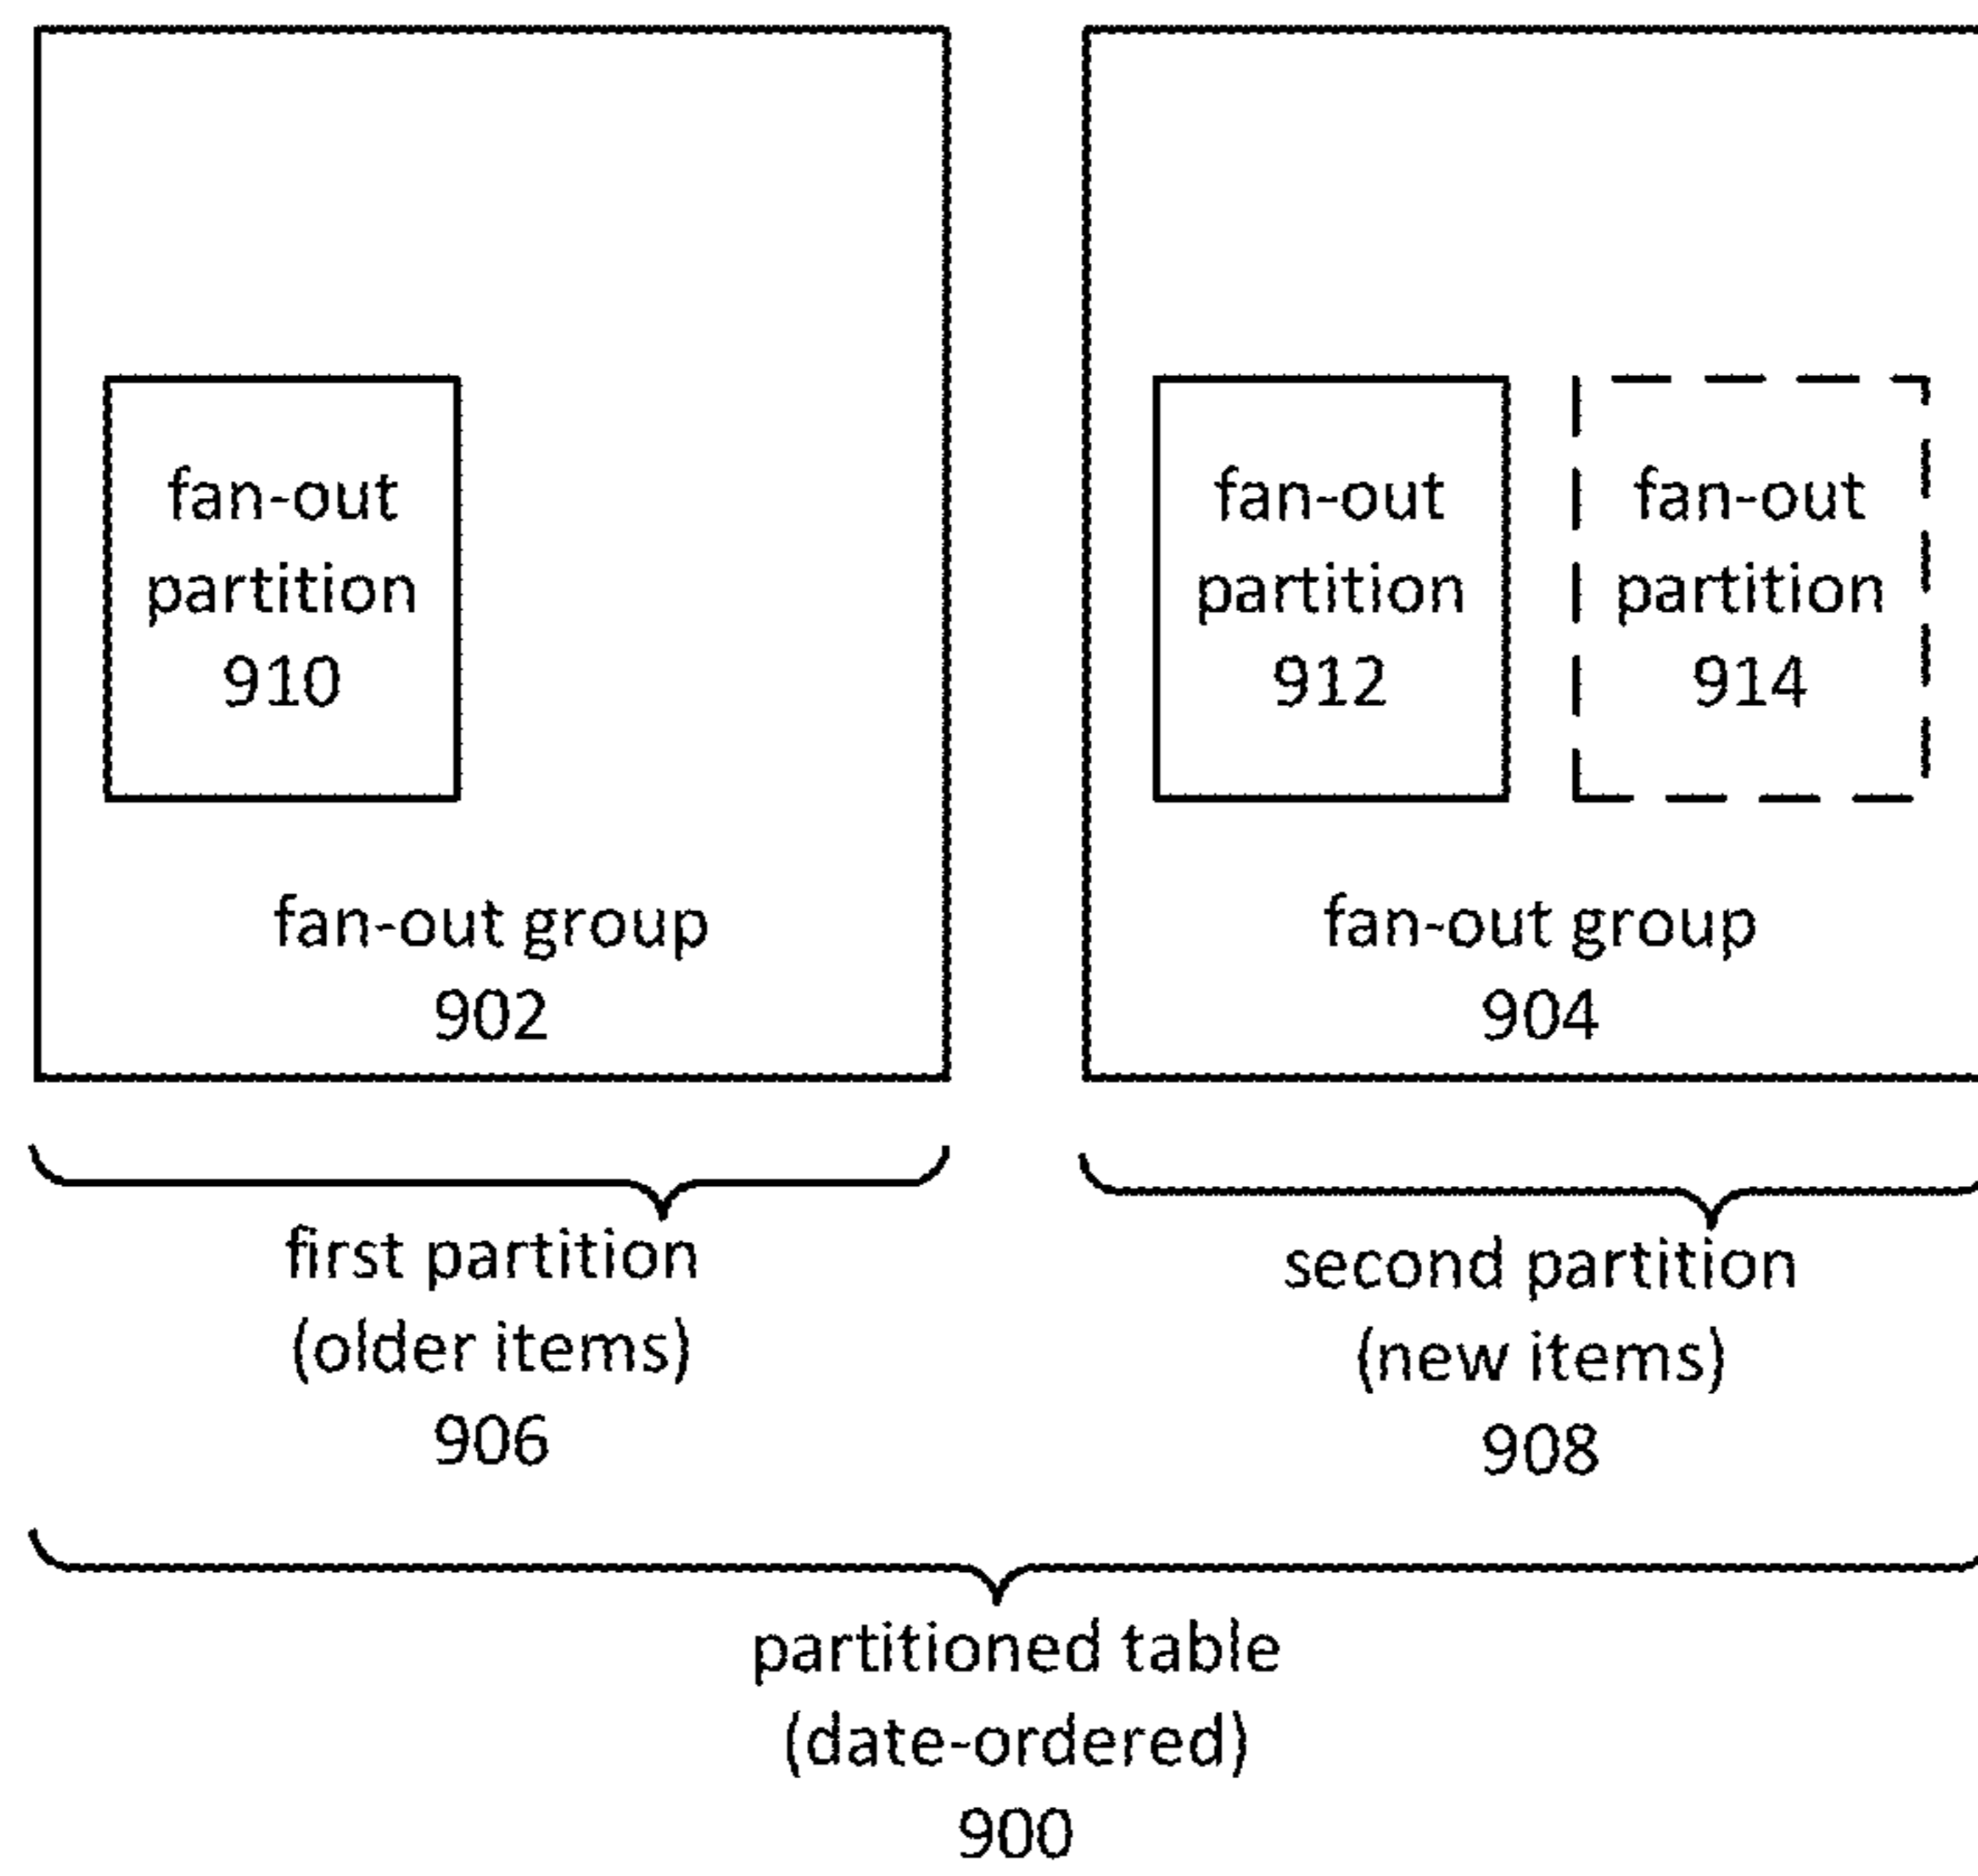 fan-out
partition
910
fan-out group
902
first partition
(older items)
906
fan-out
partition
912
fan-out
partition
914
fan-out group
904
second partition
(new items)
908
partitioned table
(date-ordered)
900